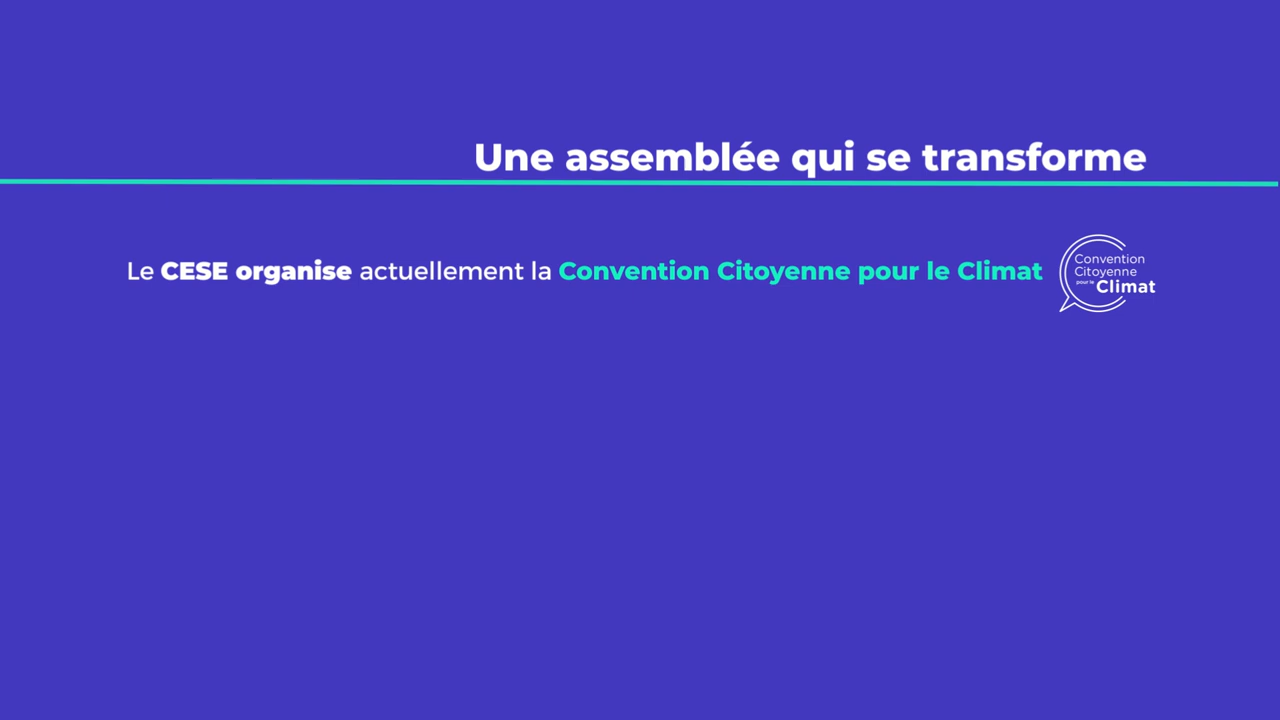 Une assemblée qui se transforme
Le CESE organise actuellement la Convention Citoyenne pour le Climat
Convention
Citoyenne
pour le Climat